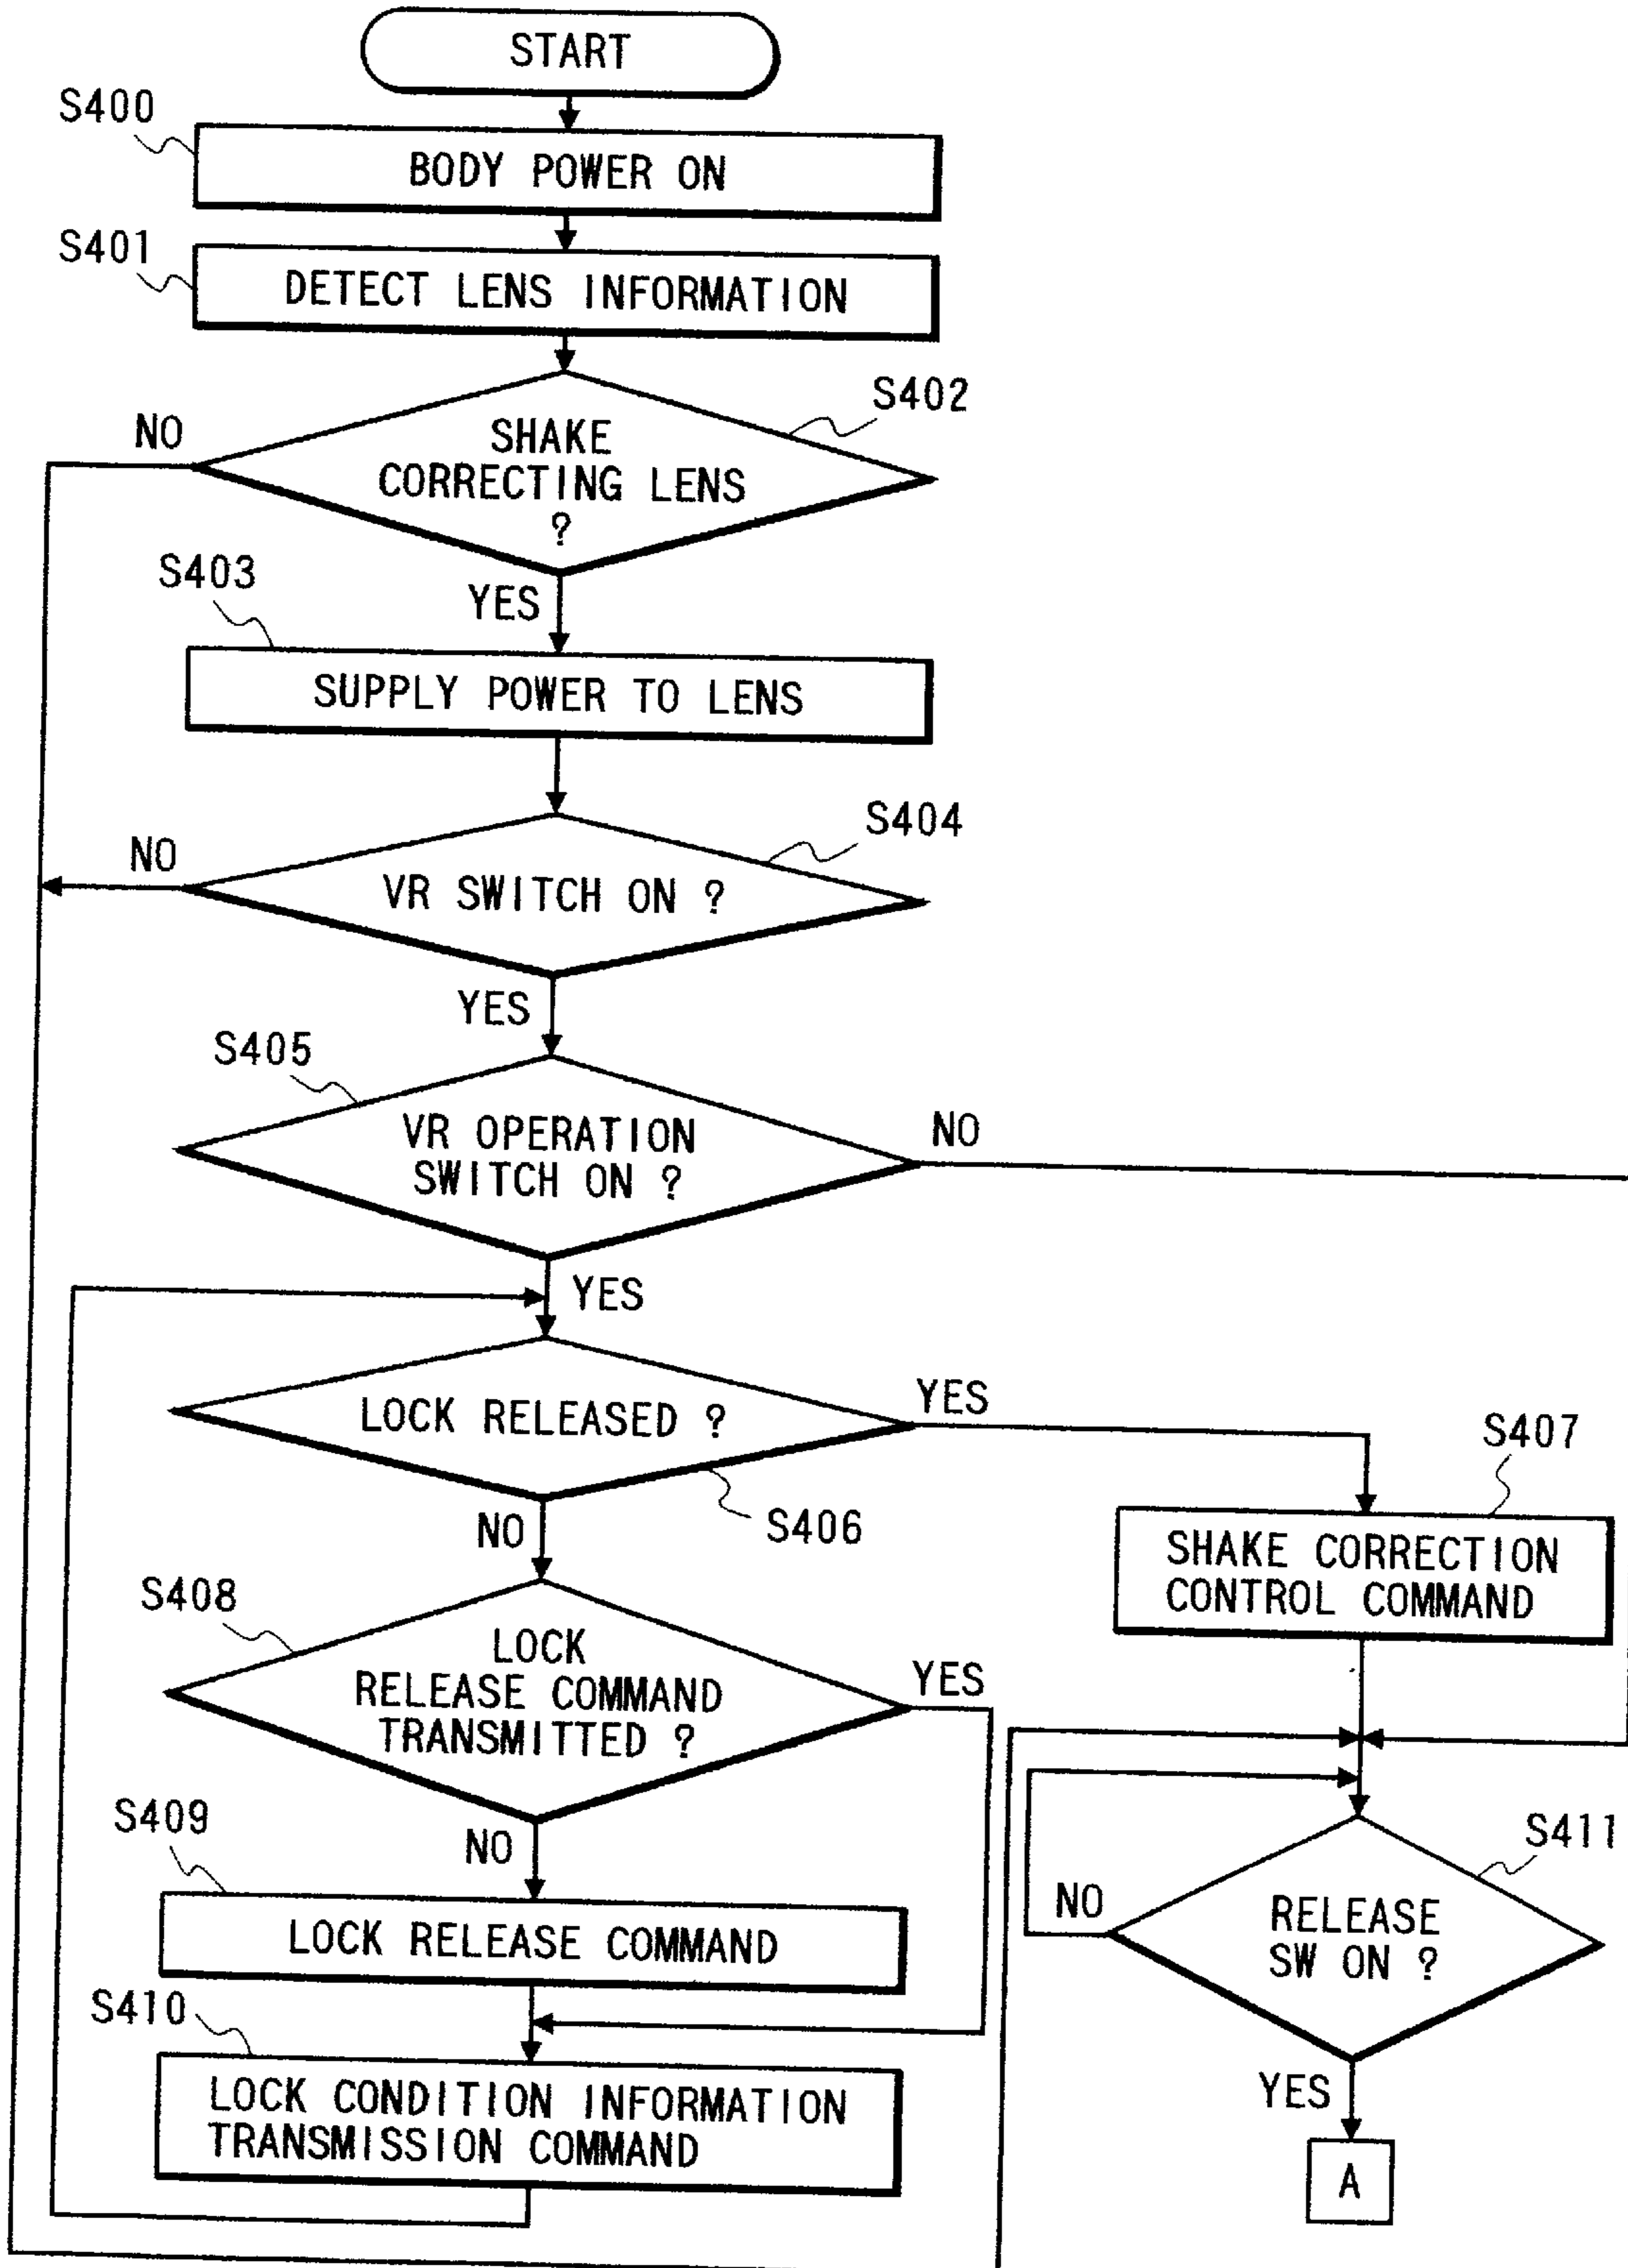 START
S400
BODY POWER ON
S401
DETECT LENS INFORMATION
S402
NO
SHAKE
CORRECTING LENS
?
S403
YES
SUPPLY POWER TO LENS
S404
NO
VR SWITCH ON ?
YES
S405
VR OPERATION
SWITCH ON ?
NO
YES
LOCK RELEASED ?
YES
S406
NO
S407
SHAKE CORRECTION
CONTROL COMMAND
S408
LOCK
RELEASE COMMAND
TRANSMITTED ?
YES
S409
NO
LOCK RELEASE COMMAND
S410
LOCK CONDITION INFORMATION
TRANSMISSION COMMAND
S411
NO
RELEASE
SW ON ?
YES
A